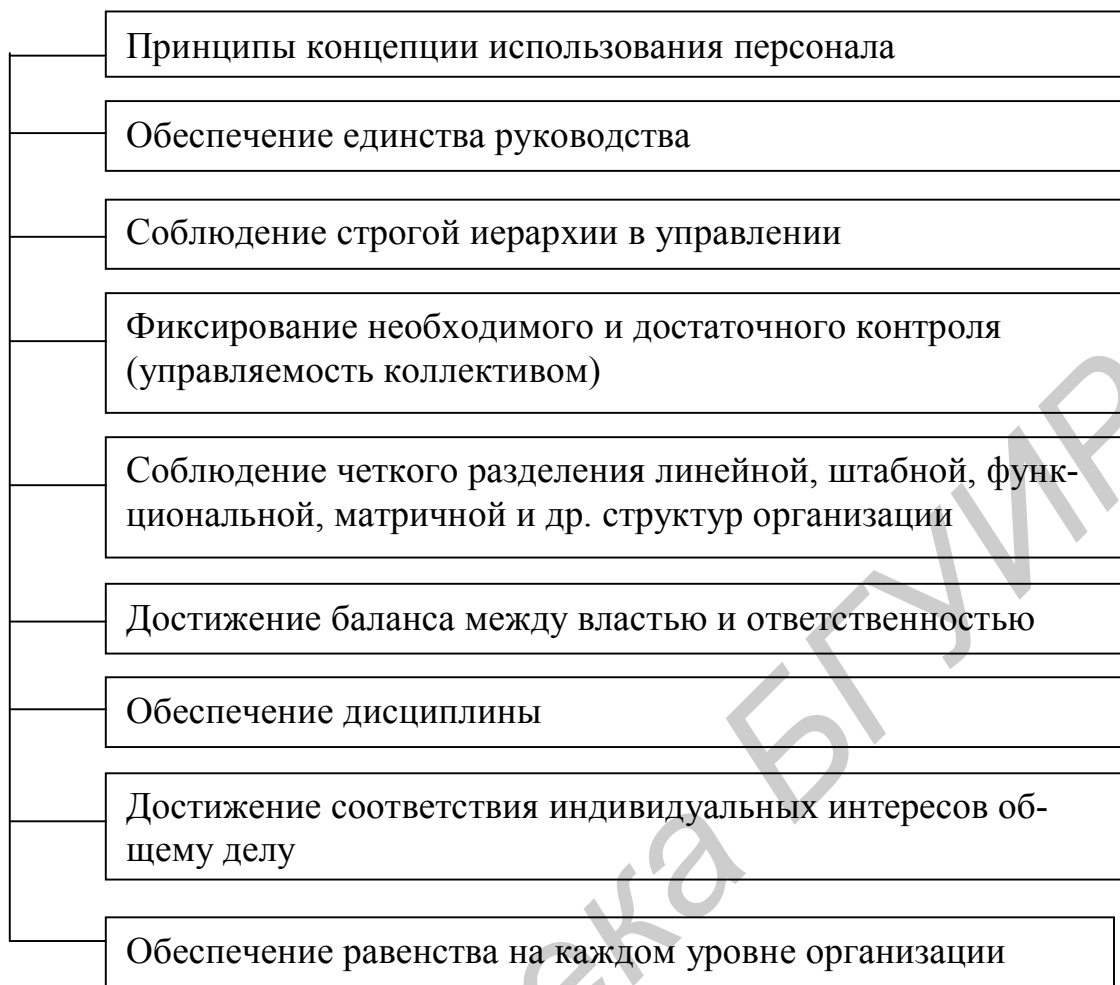 Принципы концепции использования персонала
Обеспечение единства руководства
Соблюдение строгой иерархии в управлении
Фиксирование необходимого и достаточного контроля
(управляемость коллективом)
Соблюдение четкого разделения линейной, штабной, функ-
циональной, матричной и др. структур организации
Достижение баланса между властью и ответственностью
Обеспечение дисциплины
Достижение соответствия индивидуальных интересов об-
щему делу
Обеспечение равенства на каждом уровне организации
БГУИР